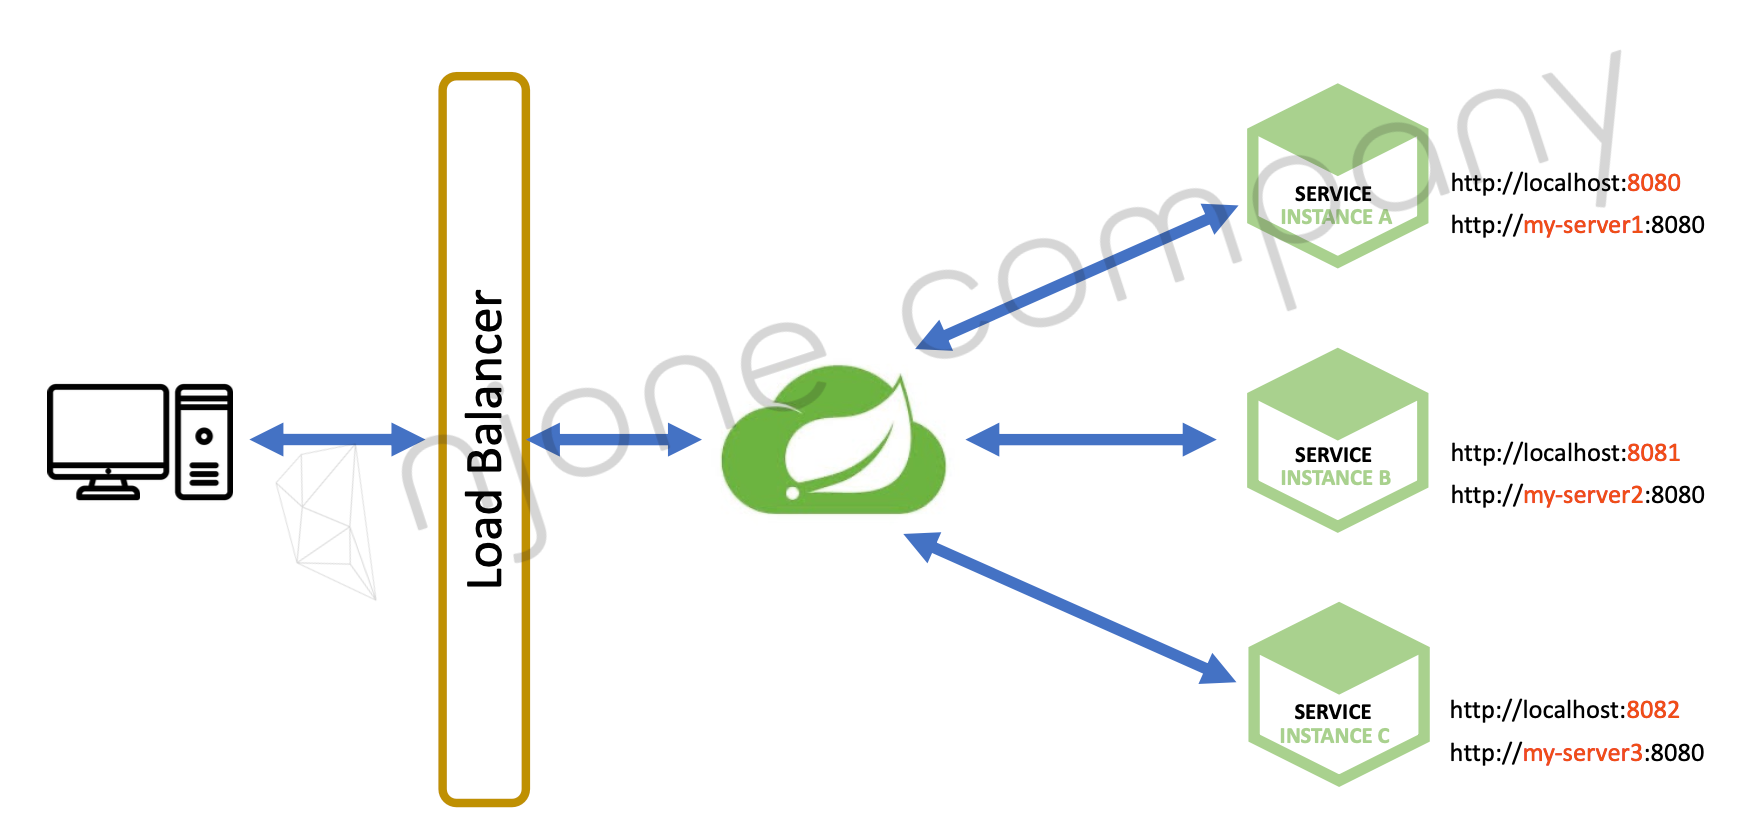 Load Balancer
SERVICE
INSTANCE A
http://localhost:8080
http://my-server1:8080
SERVICE
INSTANCE B
http://localhost:8081
http://my-server2:8080
SERVICE
INSTANCE C
http://localhost:8082
http://my-server3:8080
njone company